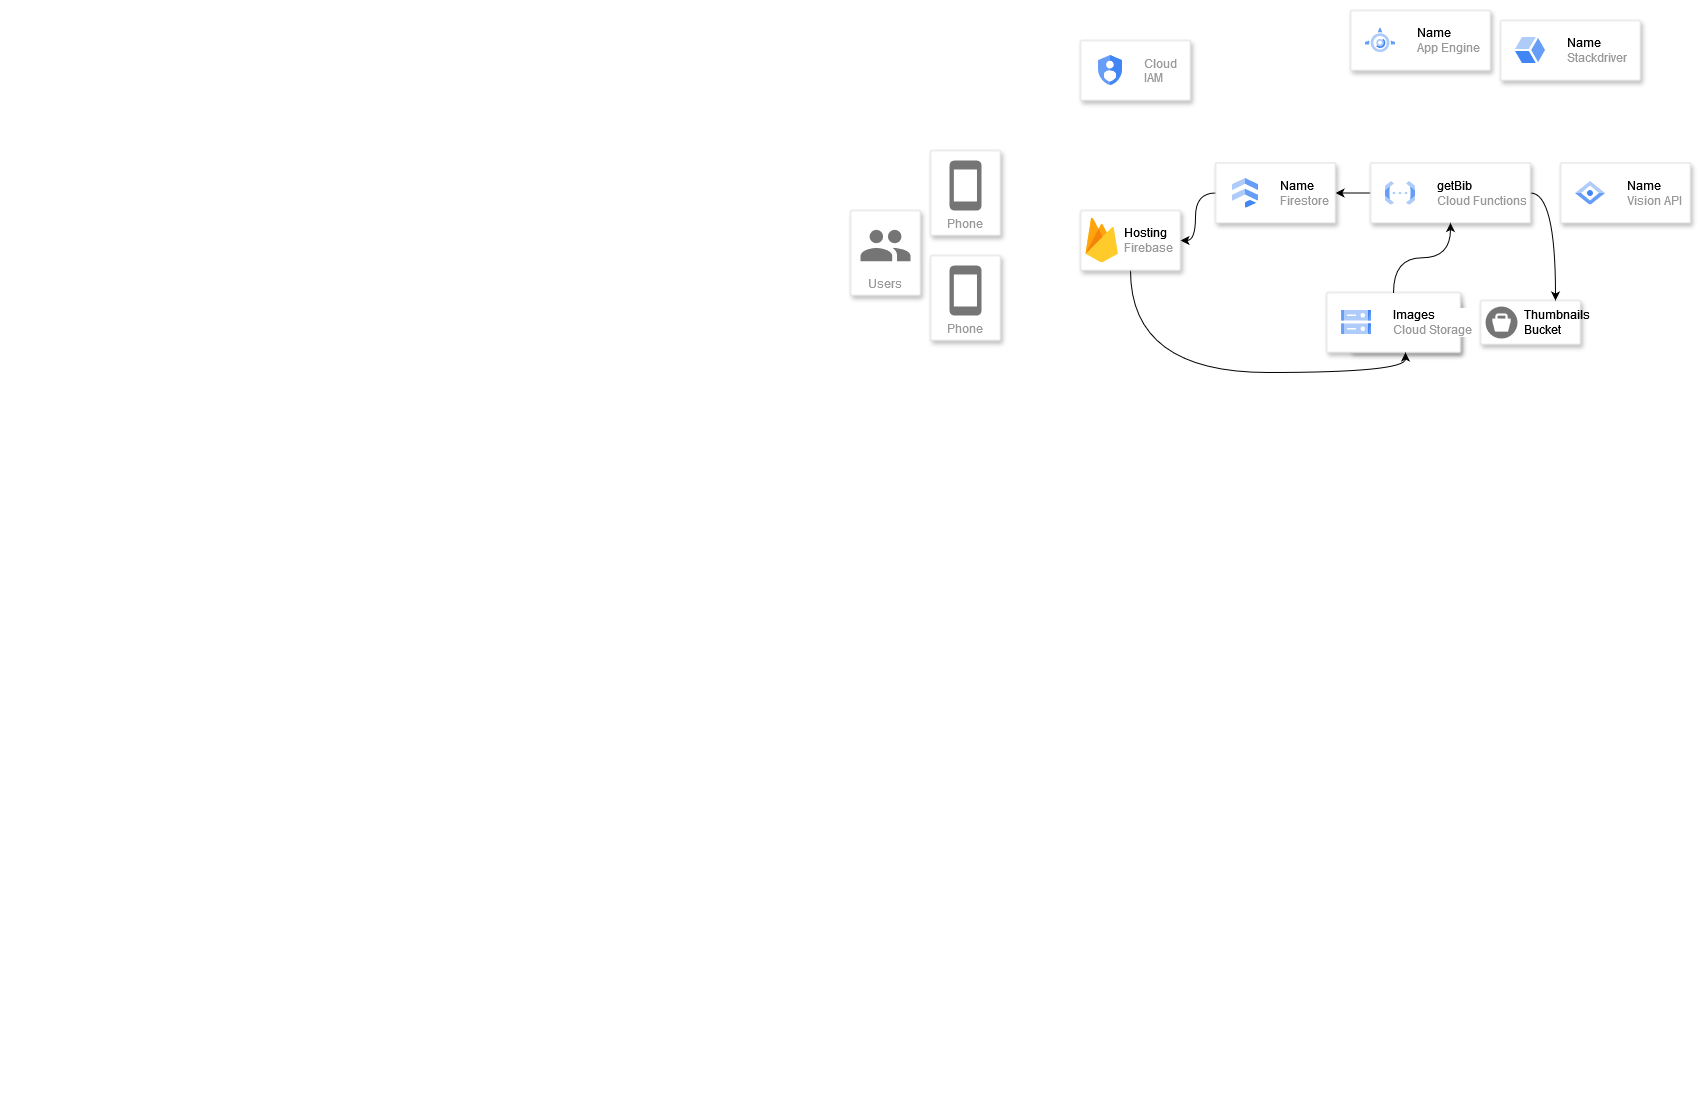 Name
App Engine
Name
Stackdriver
Cloud
IAM
Phone
Name
Firestore
getBib
Cloud Functions
Name
Vision API
Hosting
Firebase
Users
Phone
Images
Cloud Storage
Thumbnails
Bucket